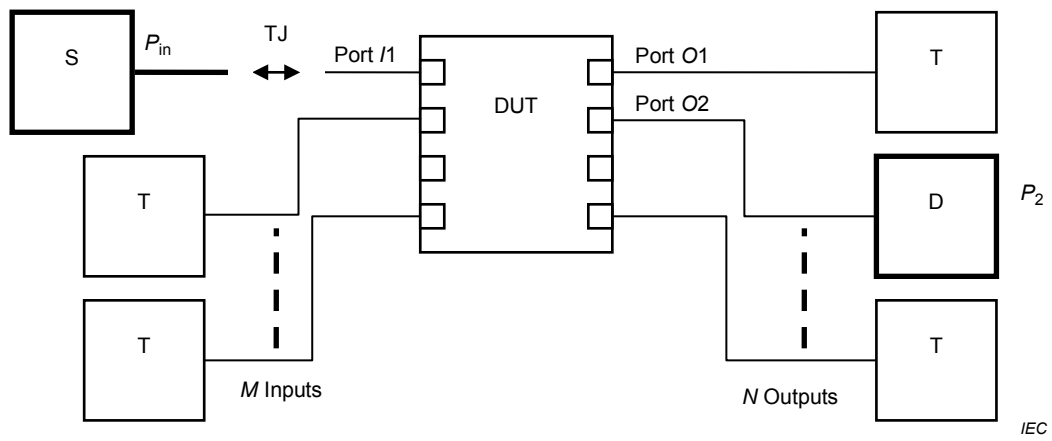 S
P_in
TJ
Port I1
DUT
Port O1
Port O2
T
T
D
P_2
T
T
M Inputs
N Outputs
IEC